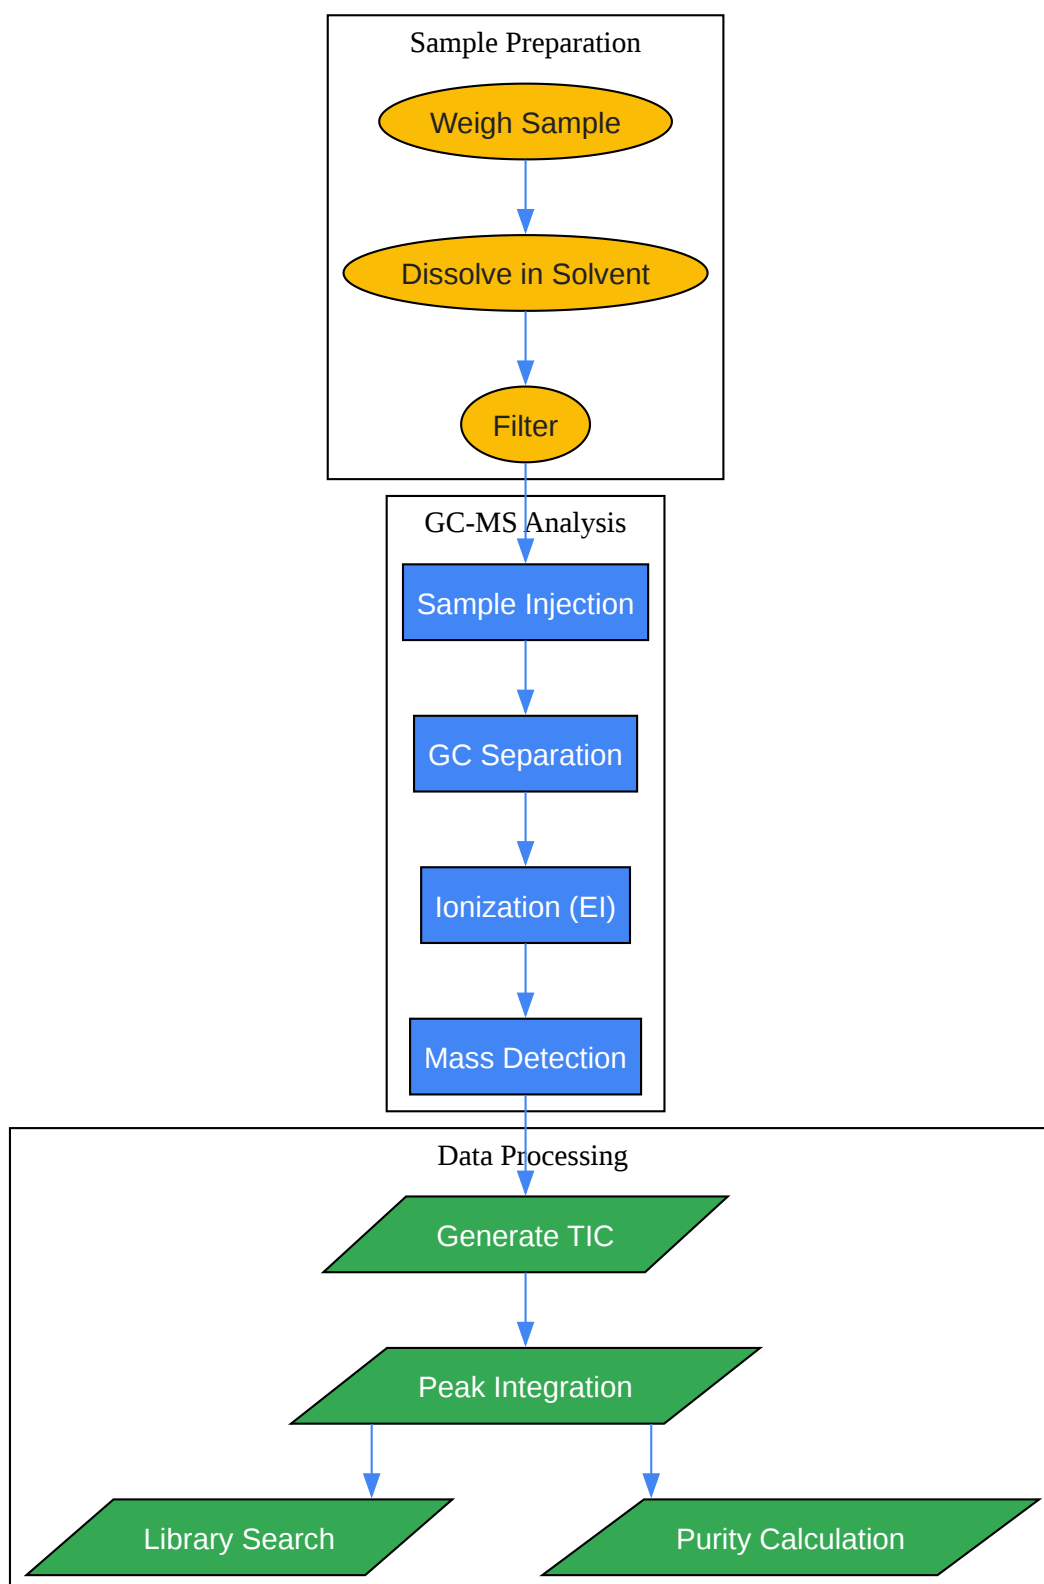 Sample Preparation
Weigh Sample
Dissolve in Solvent
Filter
GC-MS Analysis
Sample Injection
GC Separation
Ionization (EI)
Mass Detection
Data Processing
Generate TIC
Peak Integration
Library Search
Purity Calculation